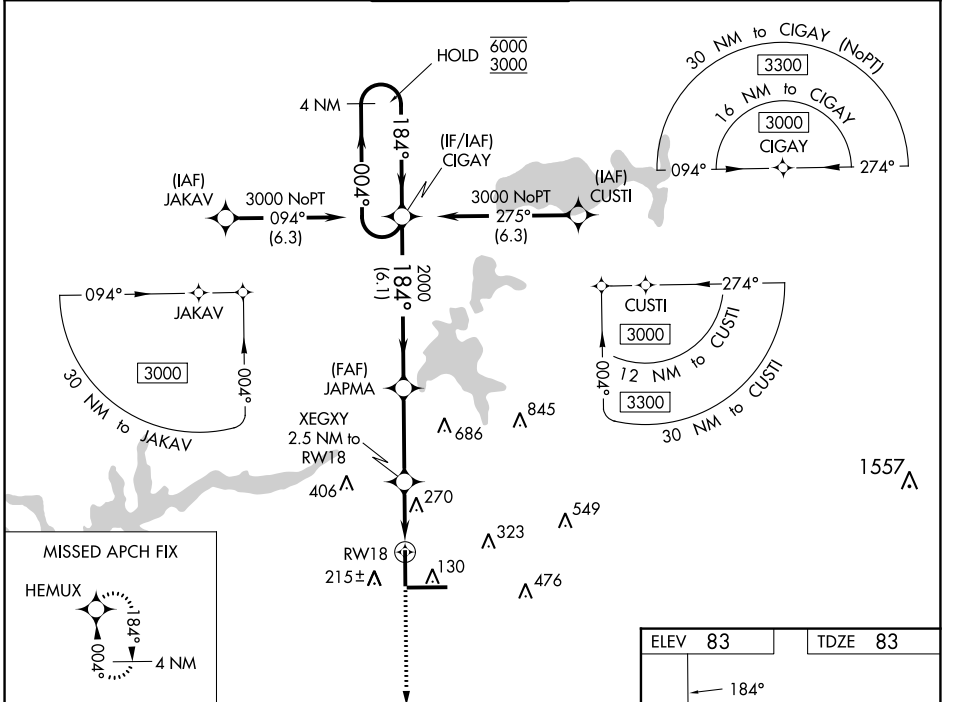 HOLD 6000
3000
4 NM
184°
004°
(IF/IAF)
CIGAY
30 NM to CIGAY (NoPT)
3300
16 NM to CIGAY
3000
CIGAY
094°
274°
(IAF)
JAKAV
3000 NoPT
094°
(6.3)
3000 NoPT
275°
(6.3)
(IAF)
CUSTI
2000
184°
(6.1)
094°
JAKAV
3000
004°
30 NM to JAKAV
274°
CUSTI
3000
12 NM to CUSTI
004°
3300
30 NM to CUSTI
(FAF)
JAPMA
XEGXY
2.5 NM to
RW18
686
845
1557
406
270
549
323
RW18
215±
130
476
MISSED APCH FIX
HEMUX
184°
004°
4 NM
ELEV 83
TDZE 83
184°